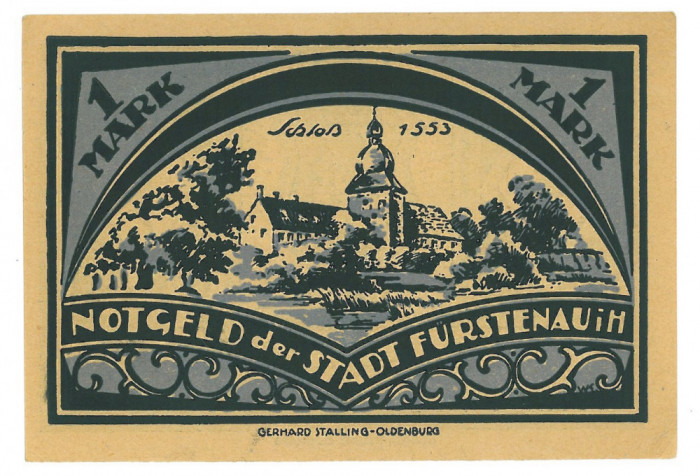 1 MARK
1 MARK
Schloß 1553
NOTGELD der STADT FÜRSTENAU i H
GERHARD STALLING-OLDENBURG